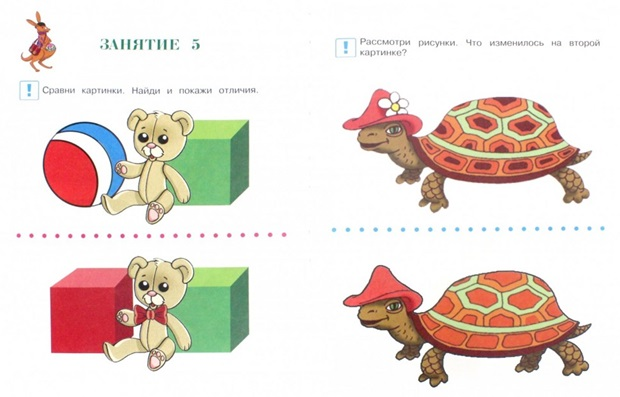 ЗАНЯТИЕ 5
! Сравни картинки. Найди и покажи отличия.
! Рассмотри рисунки. Что изменилось на второй
картинке?